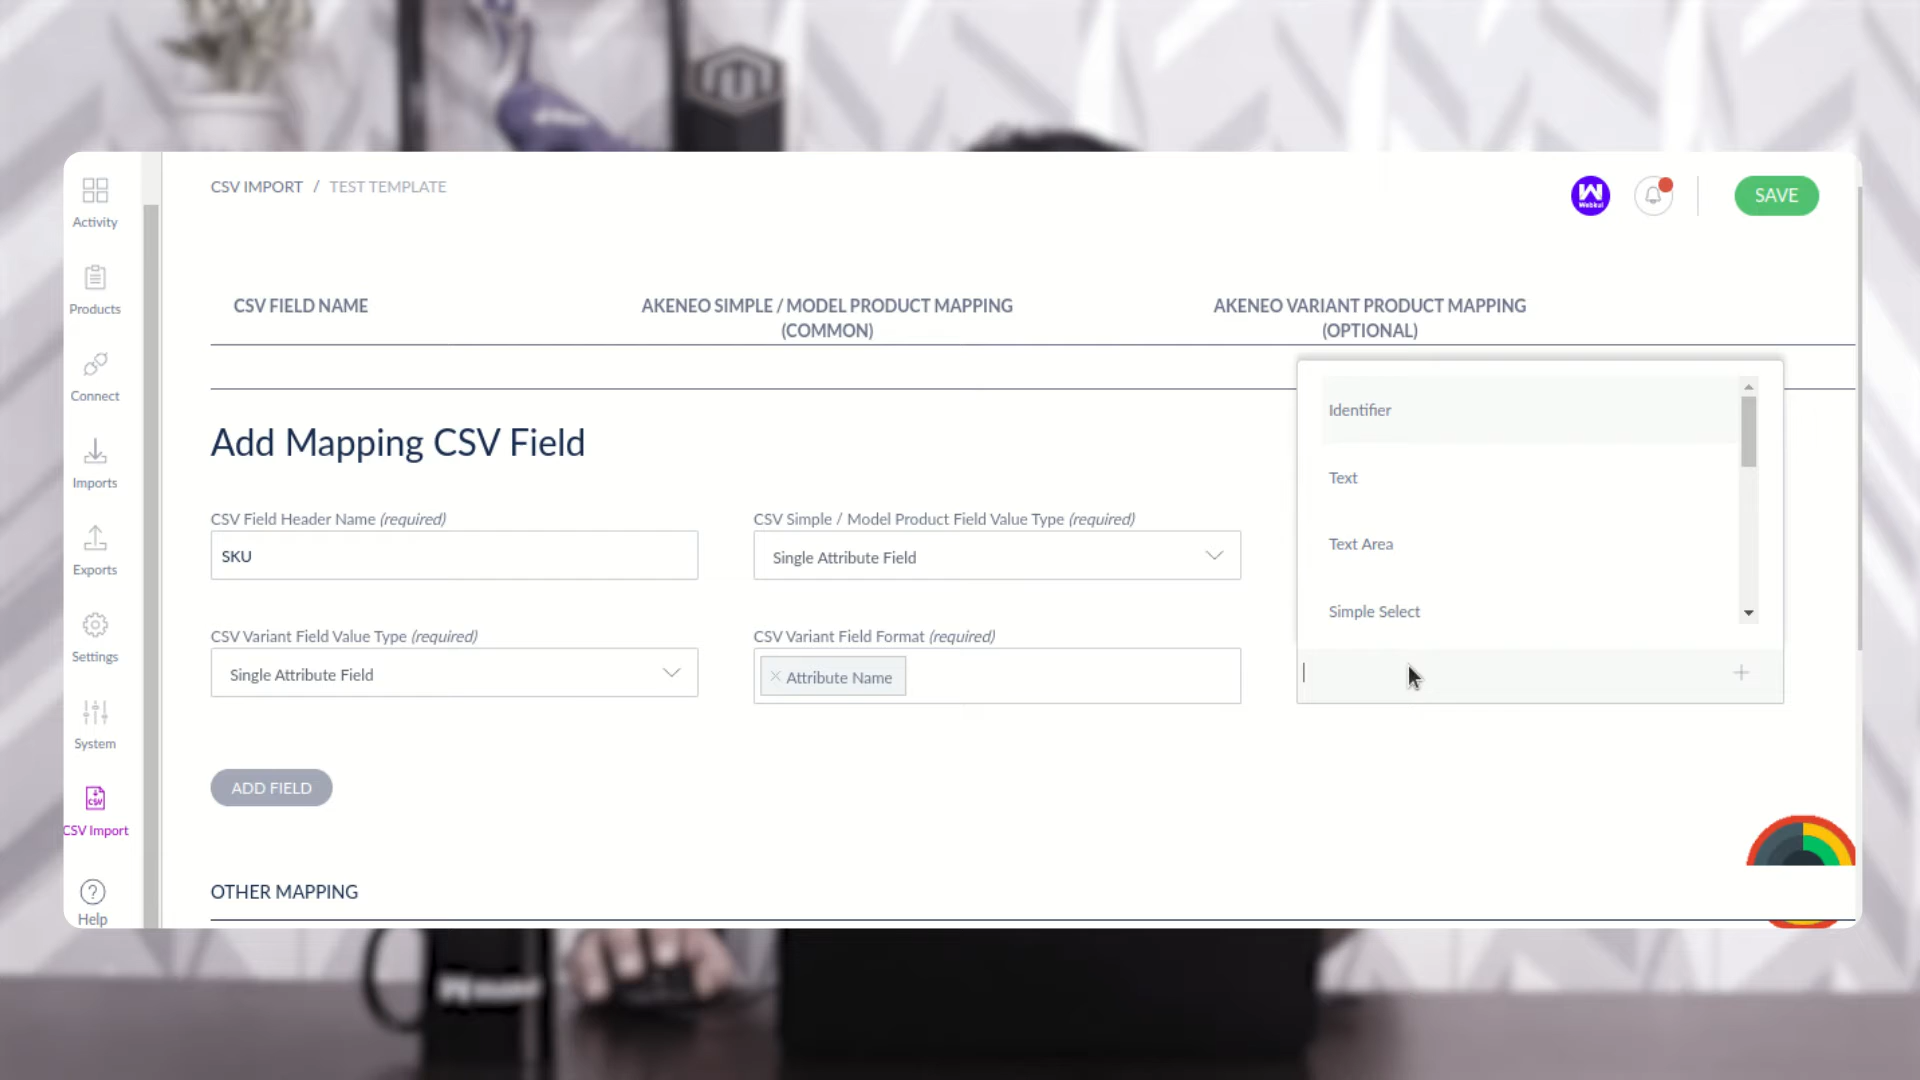 CSV IMPORT / TEST TEMPLATE
Webkul
SAVE
Activity
Products
Connect
Imports
Exports
Settings
System
CSV
CSV Import
Help
CSV FIELD NAME
AKENEO SIMPLE / MODEL PRODUCT MAPPING
(COMMON)
AKENEO VARIANT PRODUCT MAPPING
(OPTIONAL)
Add Mapping CSV Field
CSV Field Header Name (required)
SKU
CSV Simple / Model Product Field Value Type (required)
Single Attribute Field
Identifier
Text
Text Area
Simple Select
CSV Variant Field Value Type (required)
Single Attribute Field
CSV Variant Field Format (required)
× Attribute Name
+
ADD FIELD
OTHER MAPPING